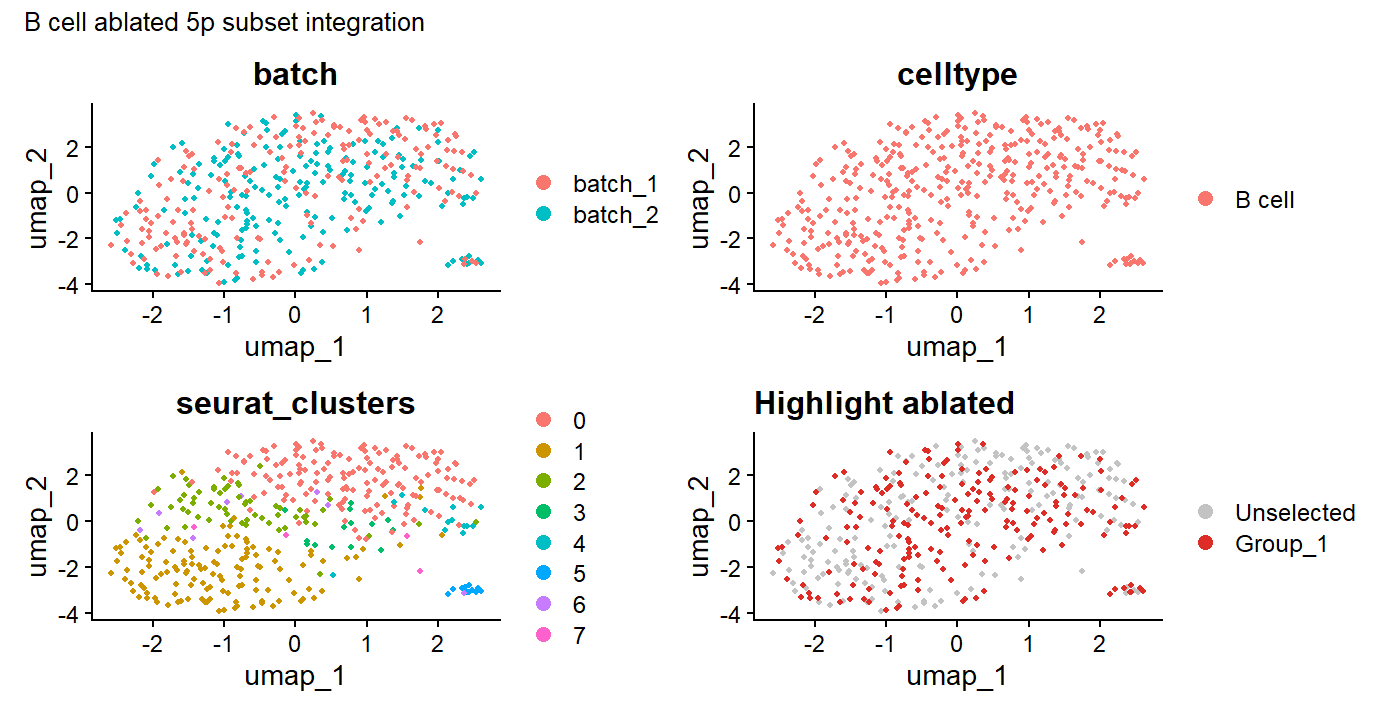 B cell ablated 5p subset integration
batch
umap_2
2
0
-2
-4
-2
-1
0
1
2
umap_1
batch_1
batch_2
celltype
umap_2
2
0
-2
-4
-2
-1
0
1
2
umap_1
B cell
seurat_clusters
umap_2
2
0
-2
-4
-2
-1
0
1
2
umap_1
0
1
2
3
4
5
6
7
Highlight ablated
umap_2
2
0
-2
-4
-2
-1
0
1
2
umap_1
Unselected
Group_1